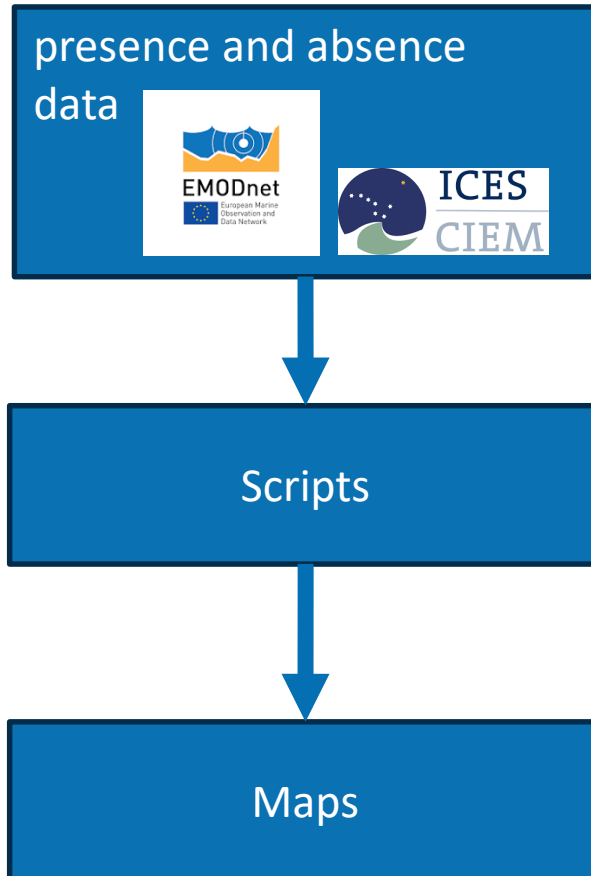 presence and absence
data
EMODnet
European Marine
Observation and
Data Network
ICES
CIEM
Scripts
Maps